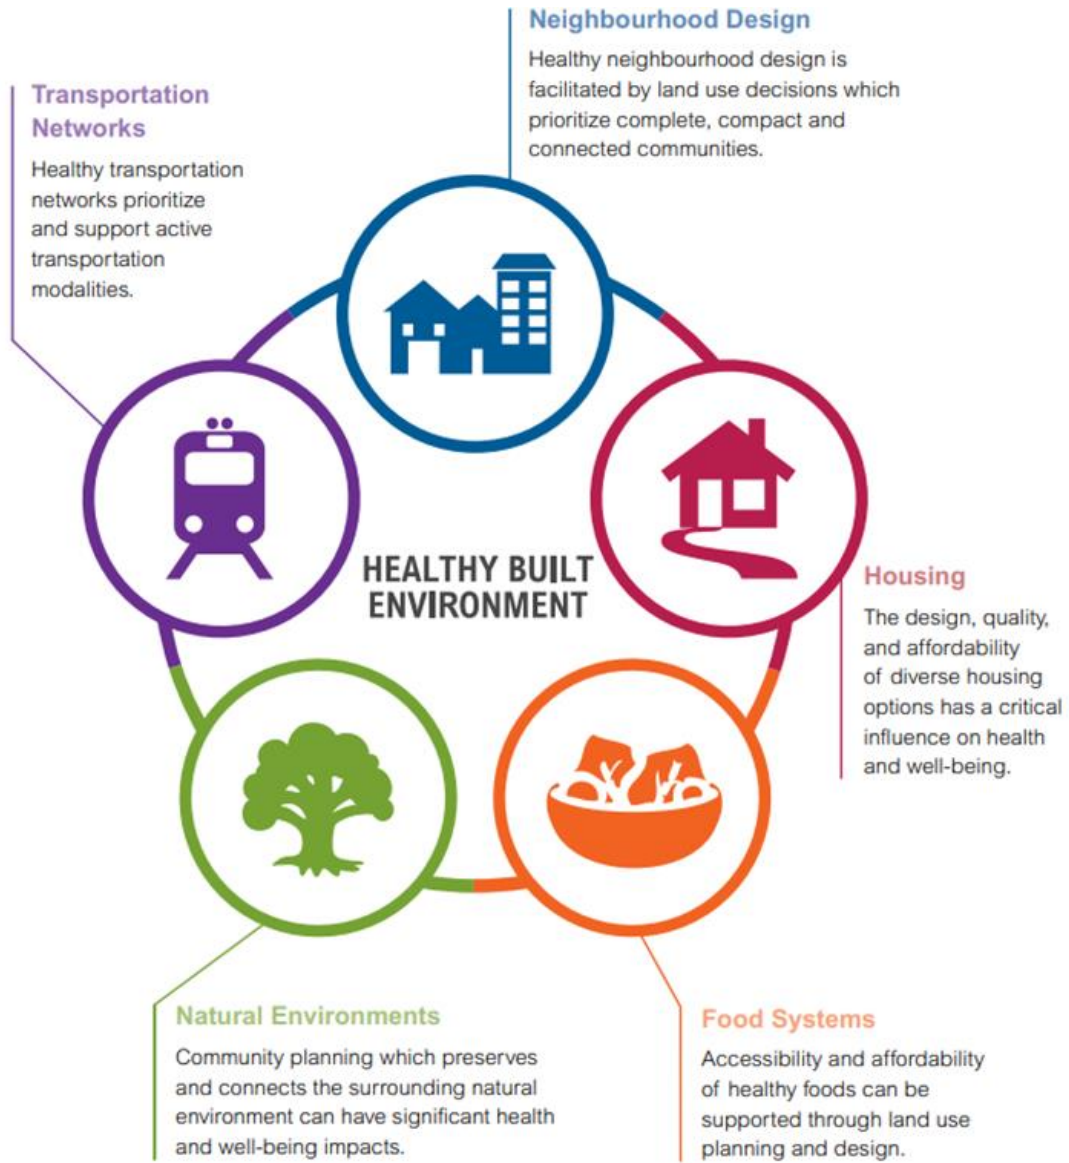 Neighbourhood Design
Healthy neighbourhood design is
facilitated by land use decisions which
prioritize complete, compact and
connected communities.
Transportation
Networks
Healthy transportation
networks prioritize
and support active
transportation
modalities.
HEALTHY BUILT
ENVIRONMENT
Housing
The design, quality,
and affordability
of diverse housing
options has a critical
influence on health
and well-being.
Natural Environments
Community planning which preserves
and connects the surrounding natural
environment can have significant health
and well-being impacts.
Food Systems
Accessibility and affordability
of healthy foods can be
supported through land use
planning and design.